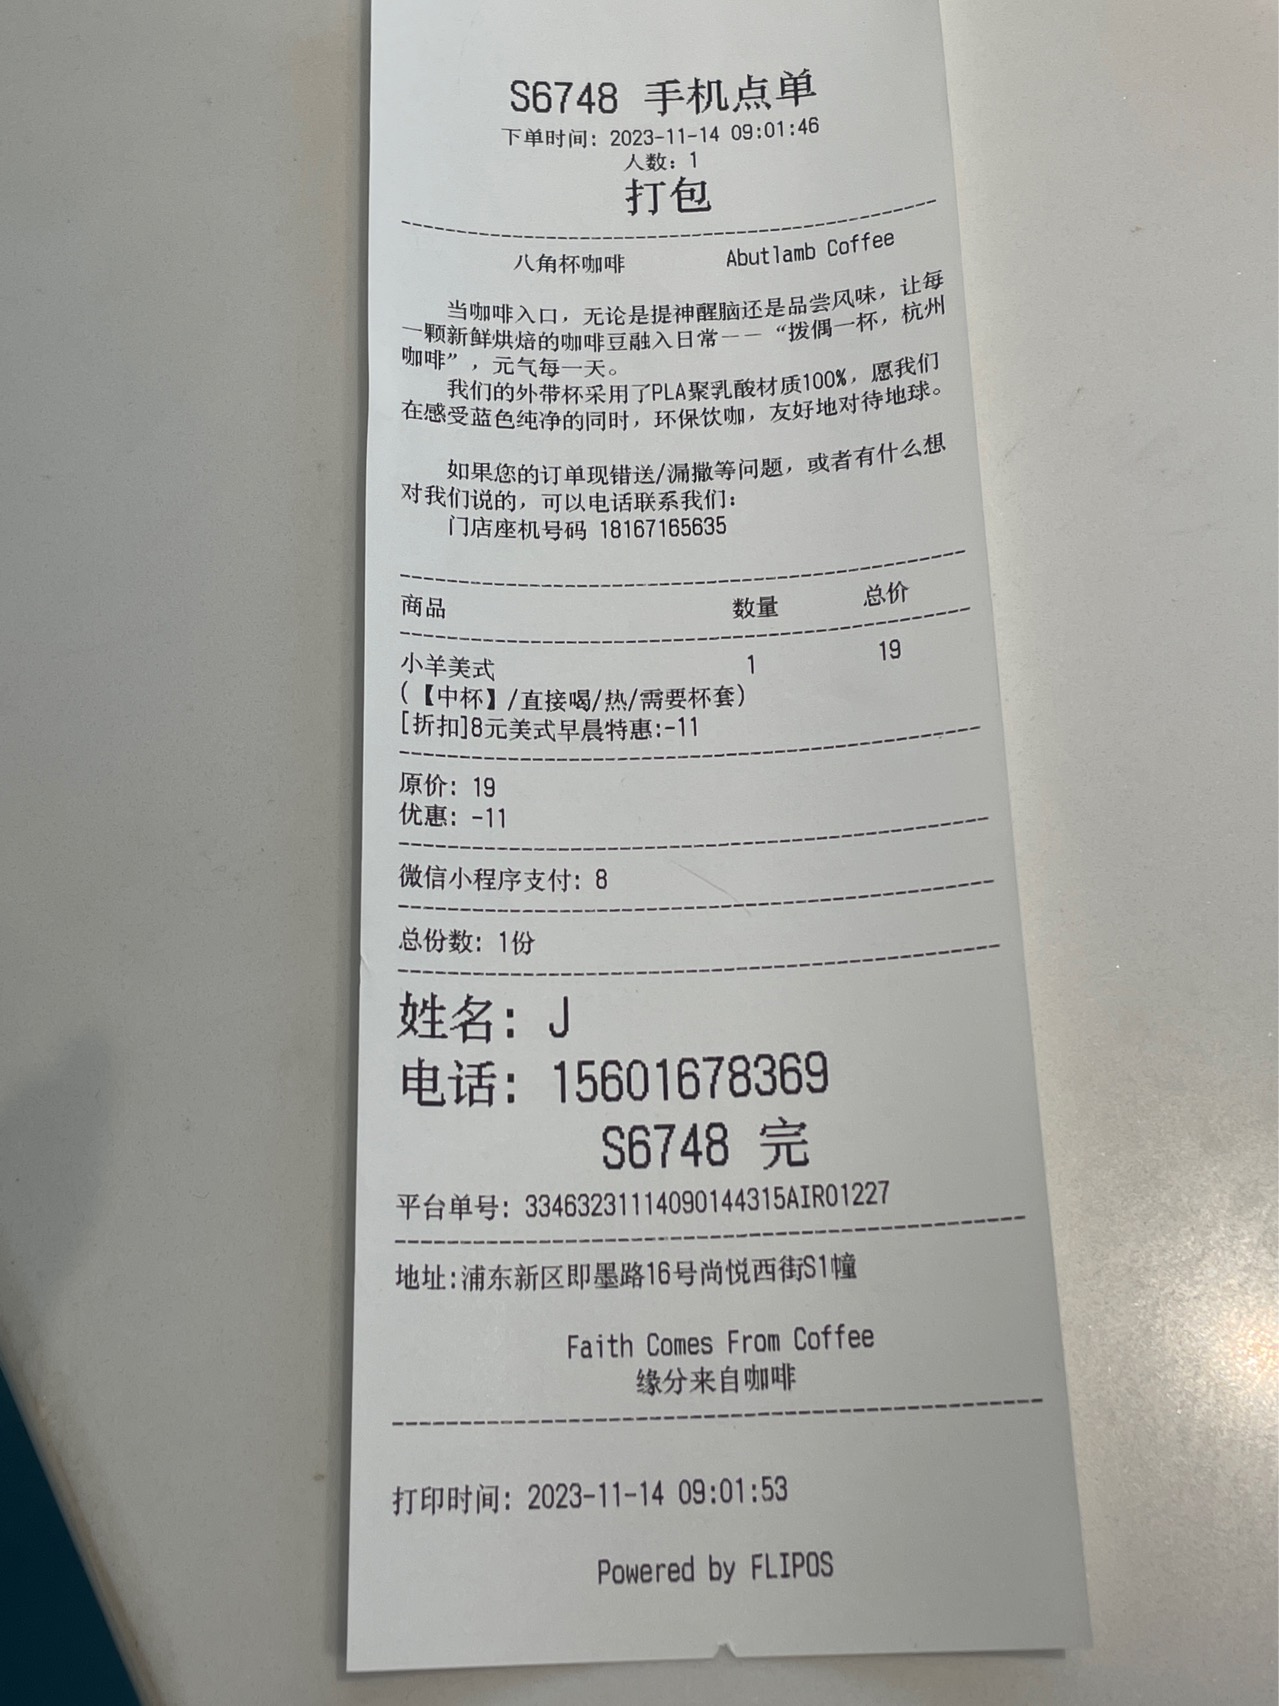 S6748 手机点单
下单时间: 2023-11-14 09:01:46
人数: 1
打包
八角杯咖啡 Abutlamb Coffee
当咖啡入口，无论是提神醒脑还是品尝风味，让每
一颗新鲜烘焙的咖啡豆融入日常——“拨偶一杯，杭州
咖啡”，元气每一天。
我们的外带杯采用了PLA聚乳酸材质100%，愿我们
在感受蓝色纯净的同时，环保饮咖，友好地对待地球。
如果您的订单现错送/漏撒等问题，或者有什么想
对我们说的，可以电话联系我们:
门店座机号码 18167165635
商品 数量 总价
小羊美式 1 19
(【中杯】/直接喝/热/需要杯套)
[折扣]8元美式早晨特惠:-11
原价: 19
优惠: -11
微信小程序支付: 8
总份数: 1份
姓名: J
电话: 15601678369
S6748 完
平台单号: 33463231114090144315AIR01227
地址:浦东新区即墨路16号尚悦西街S1幢
Faith Comes From Coffee
缘分来自咖啡
打印时间: 2023-11-14 09:01:53
Powered by FLIPOS